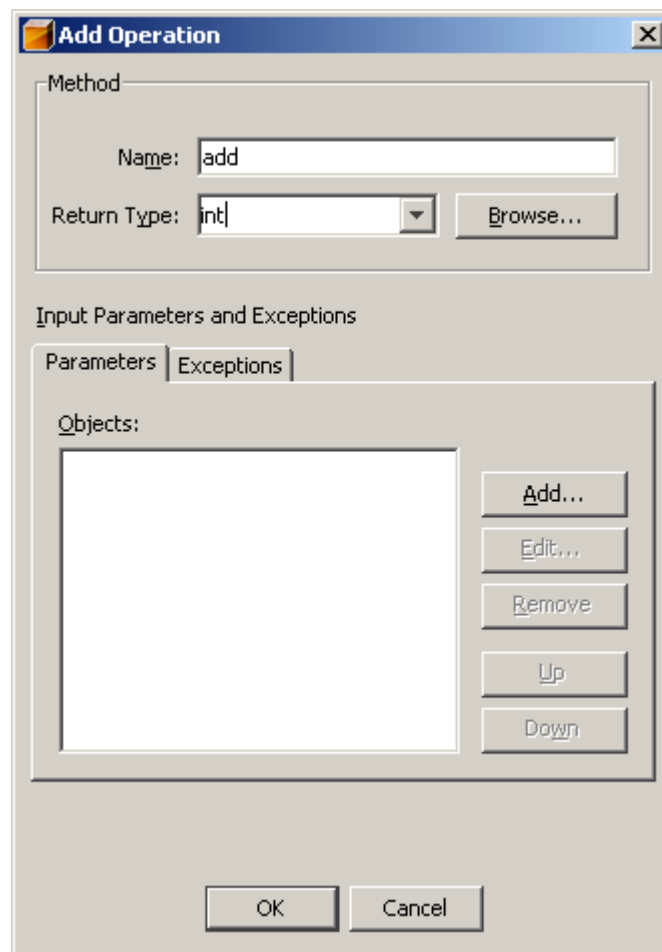 Add Operation
Method
Name: add
Return Type: int Browse...
Input Parameters and Exceptions
Parameters Exceptions
Objects:
Add...
Edit...
Remove
Up
Down
OK Cancel